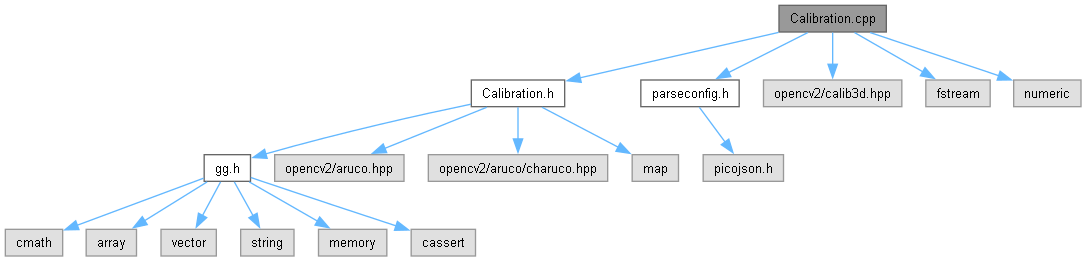 Calibration.cpp
Calibration.h
parseconfig.h
opencv2/calib3d.hpp
fstream
numeric
gg.h
opencv2/aruco.hpp
opencv2/aruco/charuco.hpp
map
picojson.h
cmath
array
vector
string
memory
cassert